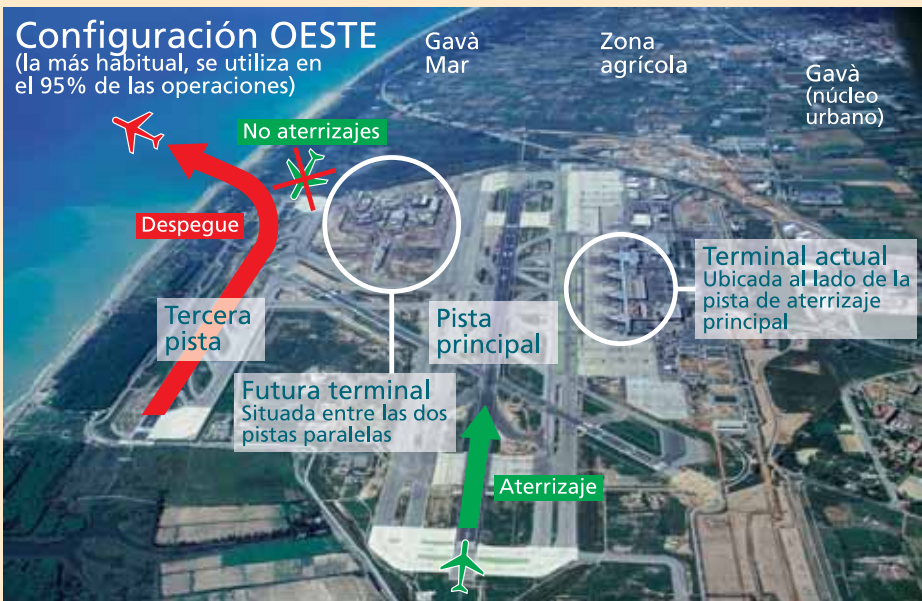 Configuración OESTE
(la más habitual, se utiliza en
el 95% de las operaciones)
Gavà
Mar
Zona
agrícola
Gavà
(núcleo
urbano)
No aterrizajes
Despegue
Terminal actual
Ubicada al lado de la
pista de aterrizaje
principal
Tercera
pista
Pista
principal
Futura terminal
Situada entre las dos
pistas paralelas
Aterrizaje